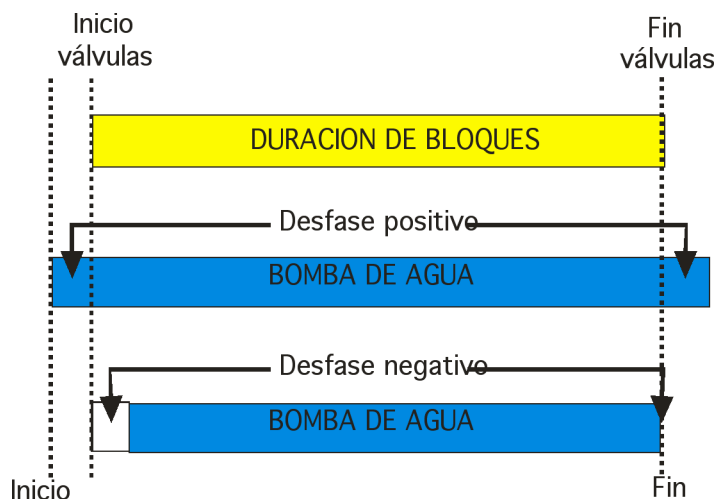 Inicio
válvulas
Fin
válvulas
DURACION DE BLOQUES
Desfase positivo
BOMBA DE AGUA
Desfase negativo
BOMBA DE AGUA
Inicio
Fin